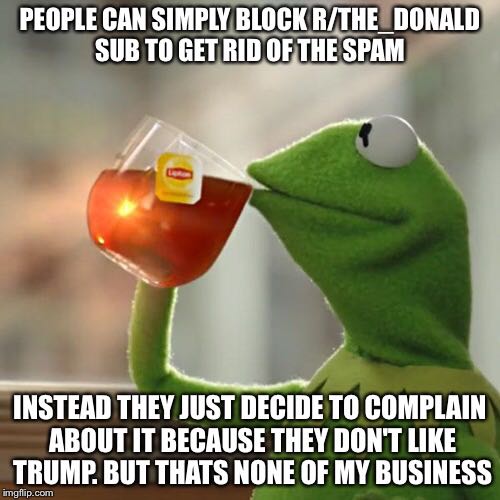 PEOPLE CAN SIMPLY BLOCK R/THE_DONALD
SUB TO GET RID OF THE SPAM
Lipton
INSTEAD THEY JUST DECIDE TO COMPLAIN
ABOUT IT BECAUSE THEY DON'T LIKE
TRUMP. BUT THATS NONE OF MY BUSINESS
imgflip.com